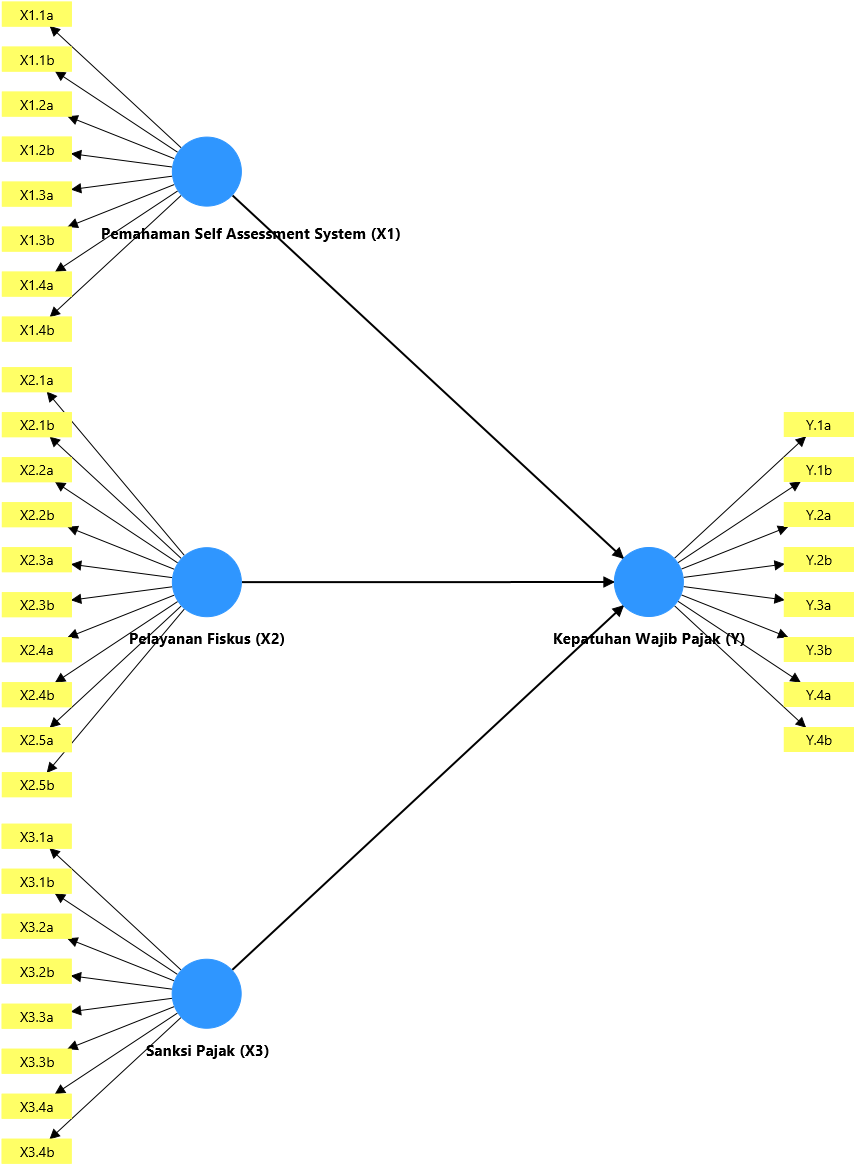 X1.1a
X1.1b
X1.2a
X1.2b
X1.3a
X1.3b
X1.4a
X1.4b
Pemahaman Self Assessment System (X1)
X2.1a
X2.1b
X2.2a
X2.2b
X2.3a
X2.3b
X2.4a
X2.4b
X2.5a
X2.5b
Pelayanan Fiskus (X2)
Kepatuhan Wajib Pajak (Y)
Y.1a
Y.1b
Y.2a
Y.2b
Y.3a
Y.3b
Y.4a
Y.4b
X3.1a
X3.1b
X3.2a
X3.2b
X3.3a
X3.3b
X3.4a
X3.4b
Sanksi Pajak (X3)